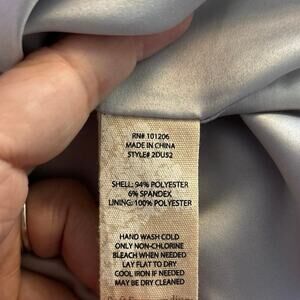 RN# 101206
MADE IN CHINA
STYLE# 2DU52
SHELL: 94% POLYESTER
6% SPANDEX
LINING: 100% POLYESTER
HAND WASH COLD
ONLY NON-CHLORINE
BLEACH WHEN NEEDED
LAY FLAT TO DRY
COOL IRON IF NEEDED
MAY BE DRY CLEANED